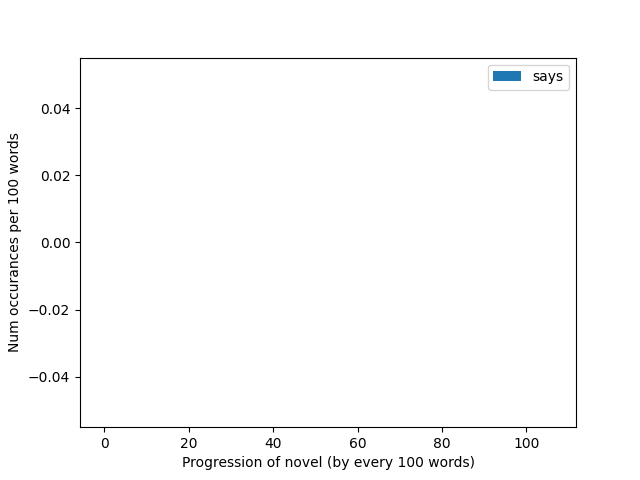 says
0.04
0.02
0.00
−0.02
−0.04
Num occurances per 100 words
0 20 40 60 80 100
Progression of novel (by every 100 words)